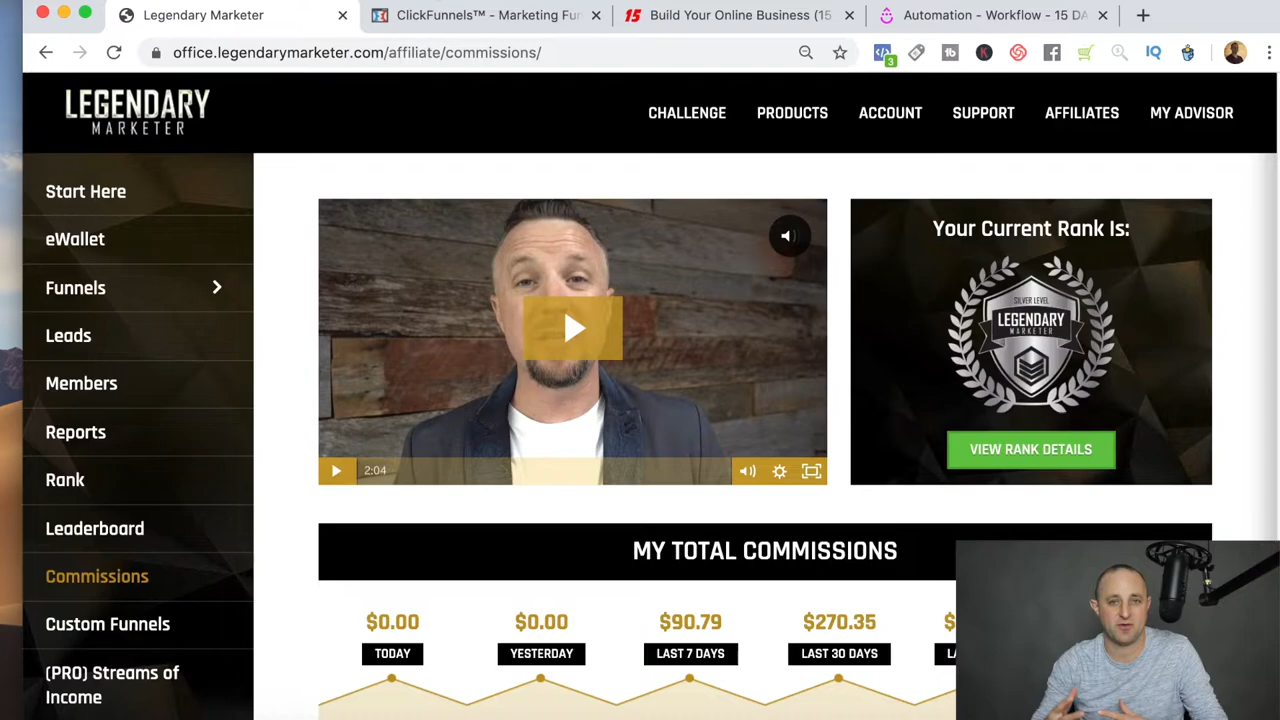 Legendary Marketer
ClickFunnels™ - Marketing Fun
15
Build Your Online Business (15
Automation - Workflow - 15 DA
office.legendarymarketer.com/affiliate/commissions/
3
LEGENDARY
MARKETER
CHALLENGE
PRODUCTS
ACCOUNT
SUPPORT
AFFILIATES
MY ADVISOR
Start Here
eWallet
Funnels
Leads
Members
Reports
Rank
Leaderboard
Commissions
Custom Funnels
(PRO) Streams of
Income
2:04
Your Current Rank Is:
SILVER LEVEL
LEGENDARY
MARKETER
VIEW RANK DETAILS
MY TOTAL COMMISSIONS
$0.00
TODAY
$0.00
YESTERDAY
$90.79
LAST 7 DAYS
$270.35
LAST 30 DAYS